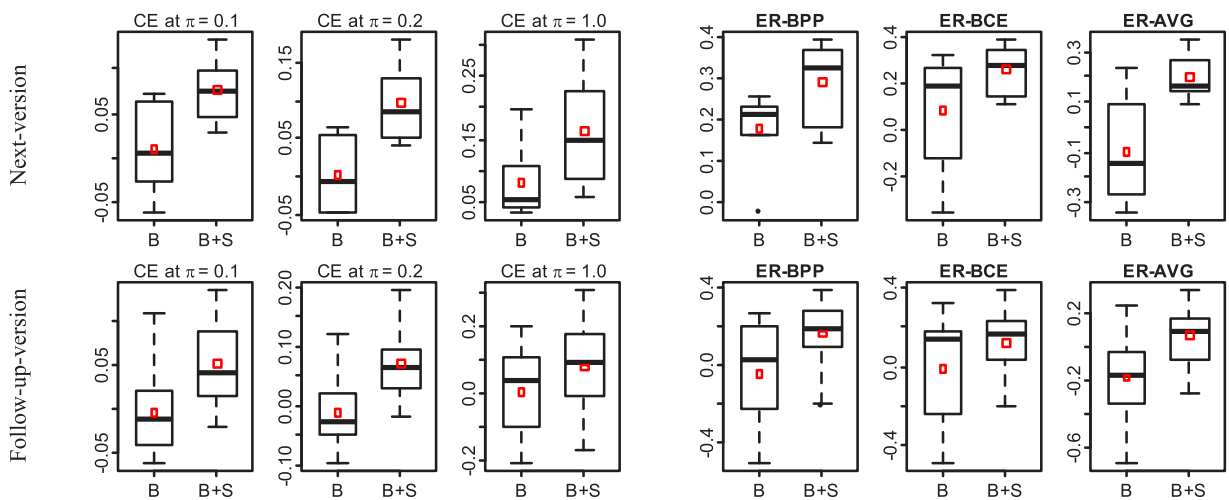 CE at π = 0.1 CE at π = 0.2 CE at π = 1.0 ER-BPP ER-BCE ER-AVG
Next-version
-0.05 0.05
-0.05 0.05 0.15
0.05 0.15 0.25
0.0 0.1 0.2 0.3 0.4
-0.2 0.0 0.2 0.4
-0.3 -0.1 0.1 0.3
B B+S B B+S B B+S B B+S B B+S B B+S
CE at π = 0.1 CE at π = 0.2 CE at π = 1.0 ER-BPP ER-BCE ER-AVG
Follow-up-version
-0.05 0.05
-0.10 0.00 0.10 0.20
-0.2 0.0 0.2
-0.4 0.0 0.4
-0.4 0.0 0.4
-0.6 -0.2 0.2
B B+S B B+S B B+S B B+S B B+S B B+S